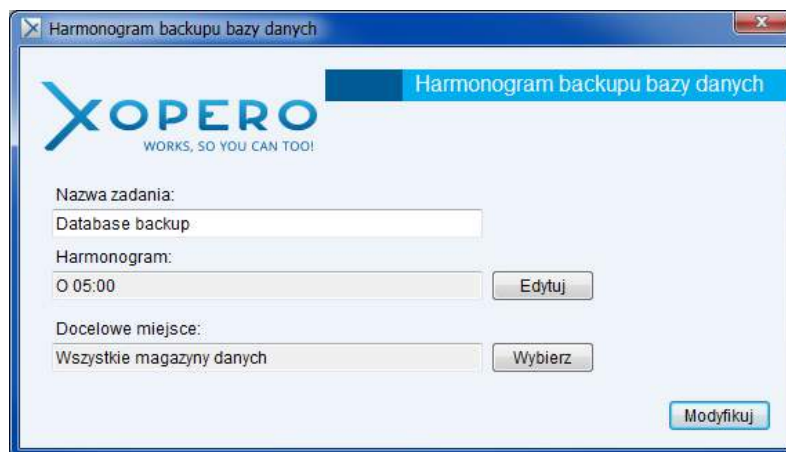 Harmonogram backupu bazy danych
Harmonogram backupu bazy danych
XOPERO
WORKS, SO YOU CAN TOO!
Nazwa zadania:
Database backup
Harmonogram:
O 05:00
Edytuj
Docelowe miejsce:
Wszystkie magazyny danych
Wybierz
Modyfikuj